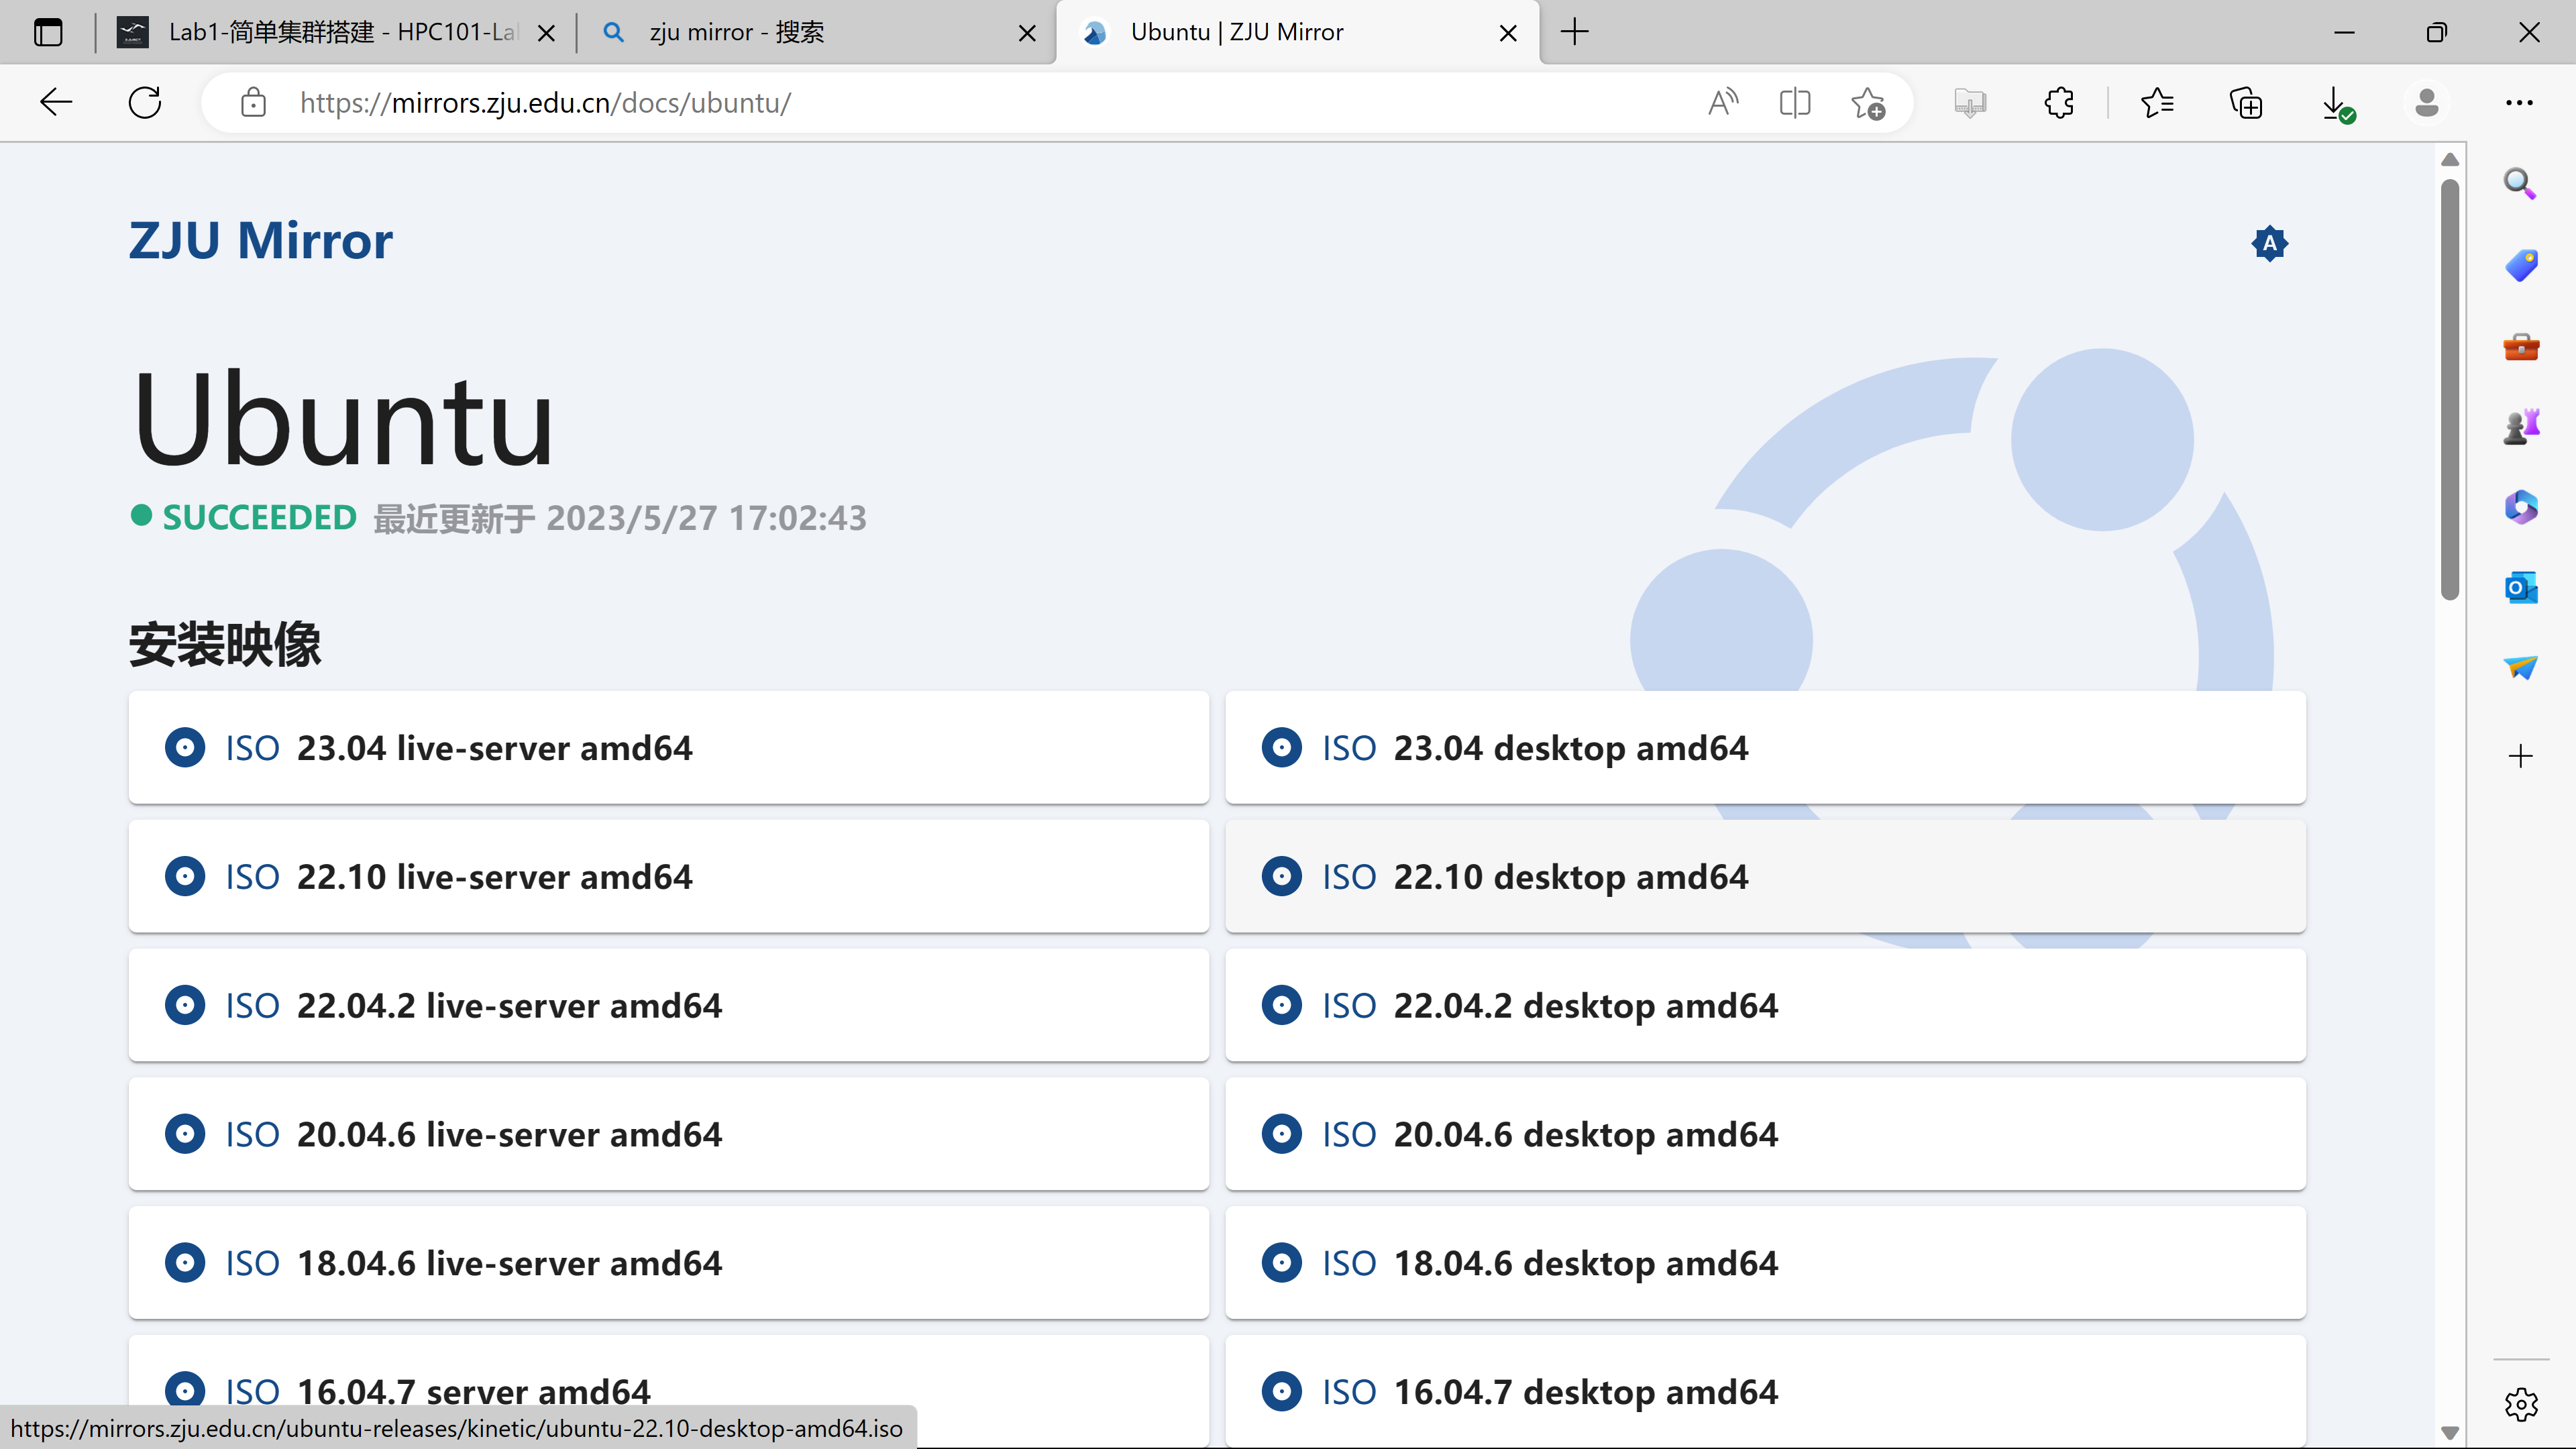 Lab1-简单集群搭建 - HPC101-La
zju mirror - 搜索
Ubuntu | ZJU Mirror
https://mirrors.zju.edu.cn/docs/ubuntu/
ZJU Mirror
A
Ubuntu
SUCCEEDED 最近更新于 2023/5/27 17:02:43
安装映像
ISO 23.04 live-server amd64
ISO 23.04 desktop amd64
ISO 22.10 live-server amd64
ISO 22.10 desktop amd64
ISO 22.04.2 live-server amd64
ISO 22.04.2 desktop amd64
ISO 20.04.6 live-server amd64
ISO 20.04.6 desktop amd64
ISO 18.04.6 live-server amd64
ISO 18.04.6 desktop amd64
ISO 16.04.7 server amd64
ISO 16.04.7 desktop amd64
https://mirrors.zju.edu.cn/ubuntu-releases/kinetic/ubuntu-22.10-desktop-amd64.iso